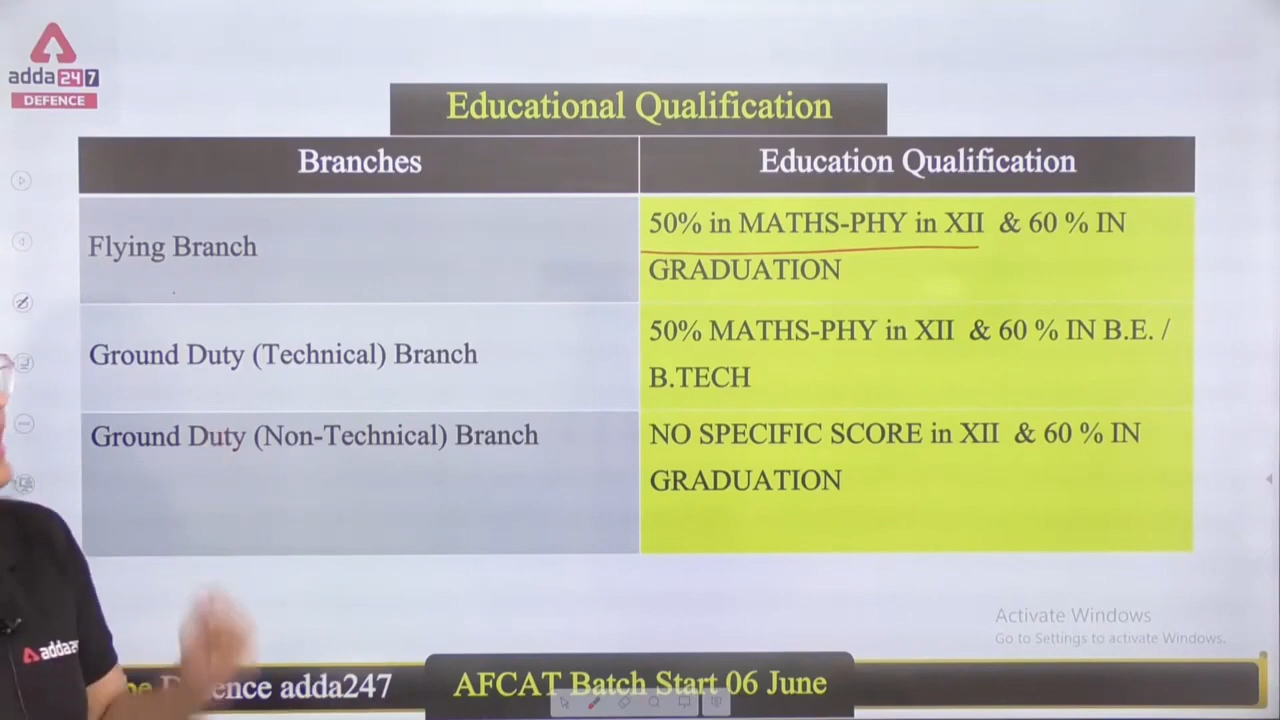 adda247
DEFENCE
Educational Qualification
Branches
Education Qualification
Flying Branch
50% in MATHS-PHY in XII & 60 % IN
GRADUATION
Ground Duty (Technical) Branch
50% MATHS-PHY in XII & 60 % IN B.E. /
B.TECH
Ground Duty (Non-Technical) Branch
NO SPECIFIC SCORE in XII & 60 % IN
GRADUATION
Activate Windows
Go to Settings to activate Windows.
adda247
adda247
AFCAT Batch Start 06 June